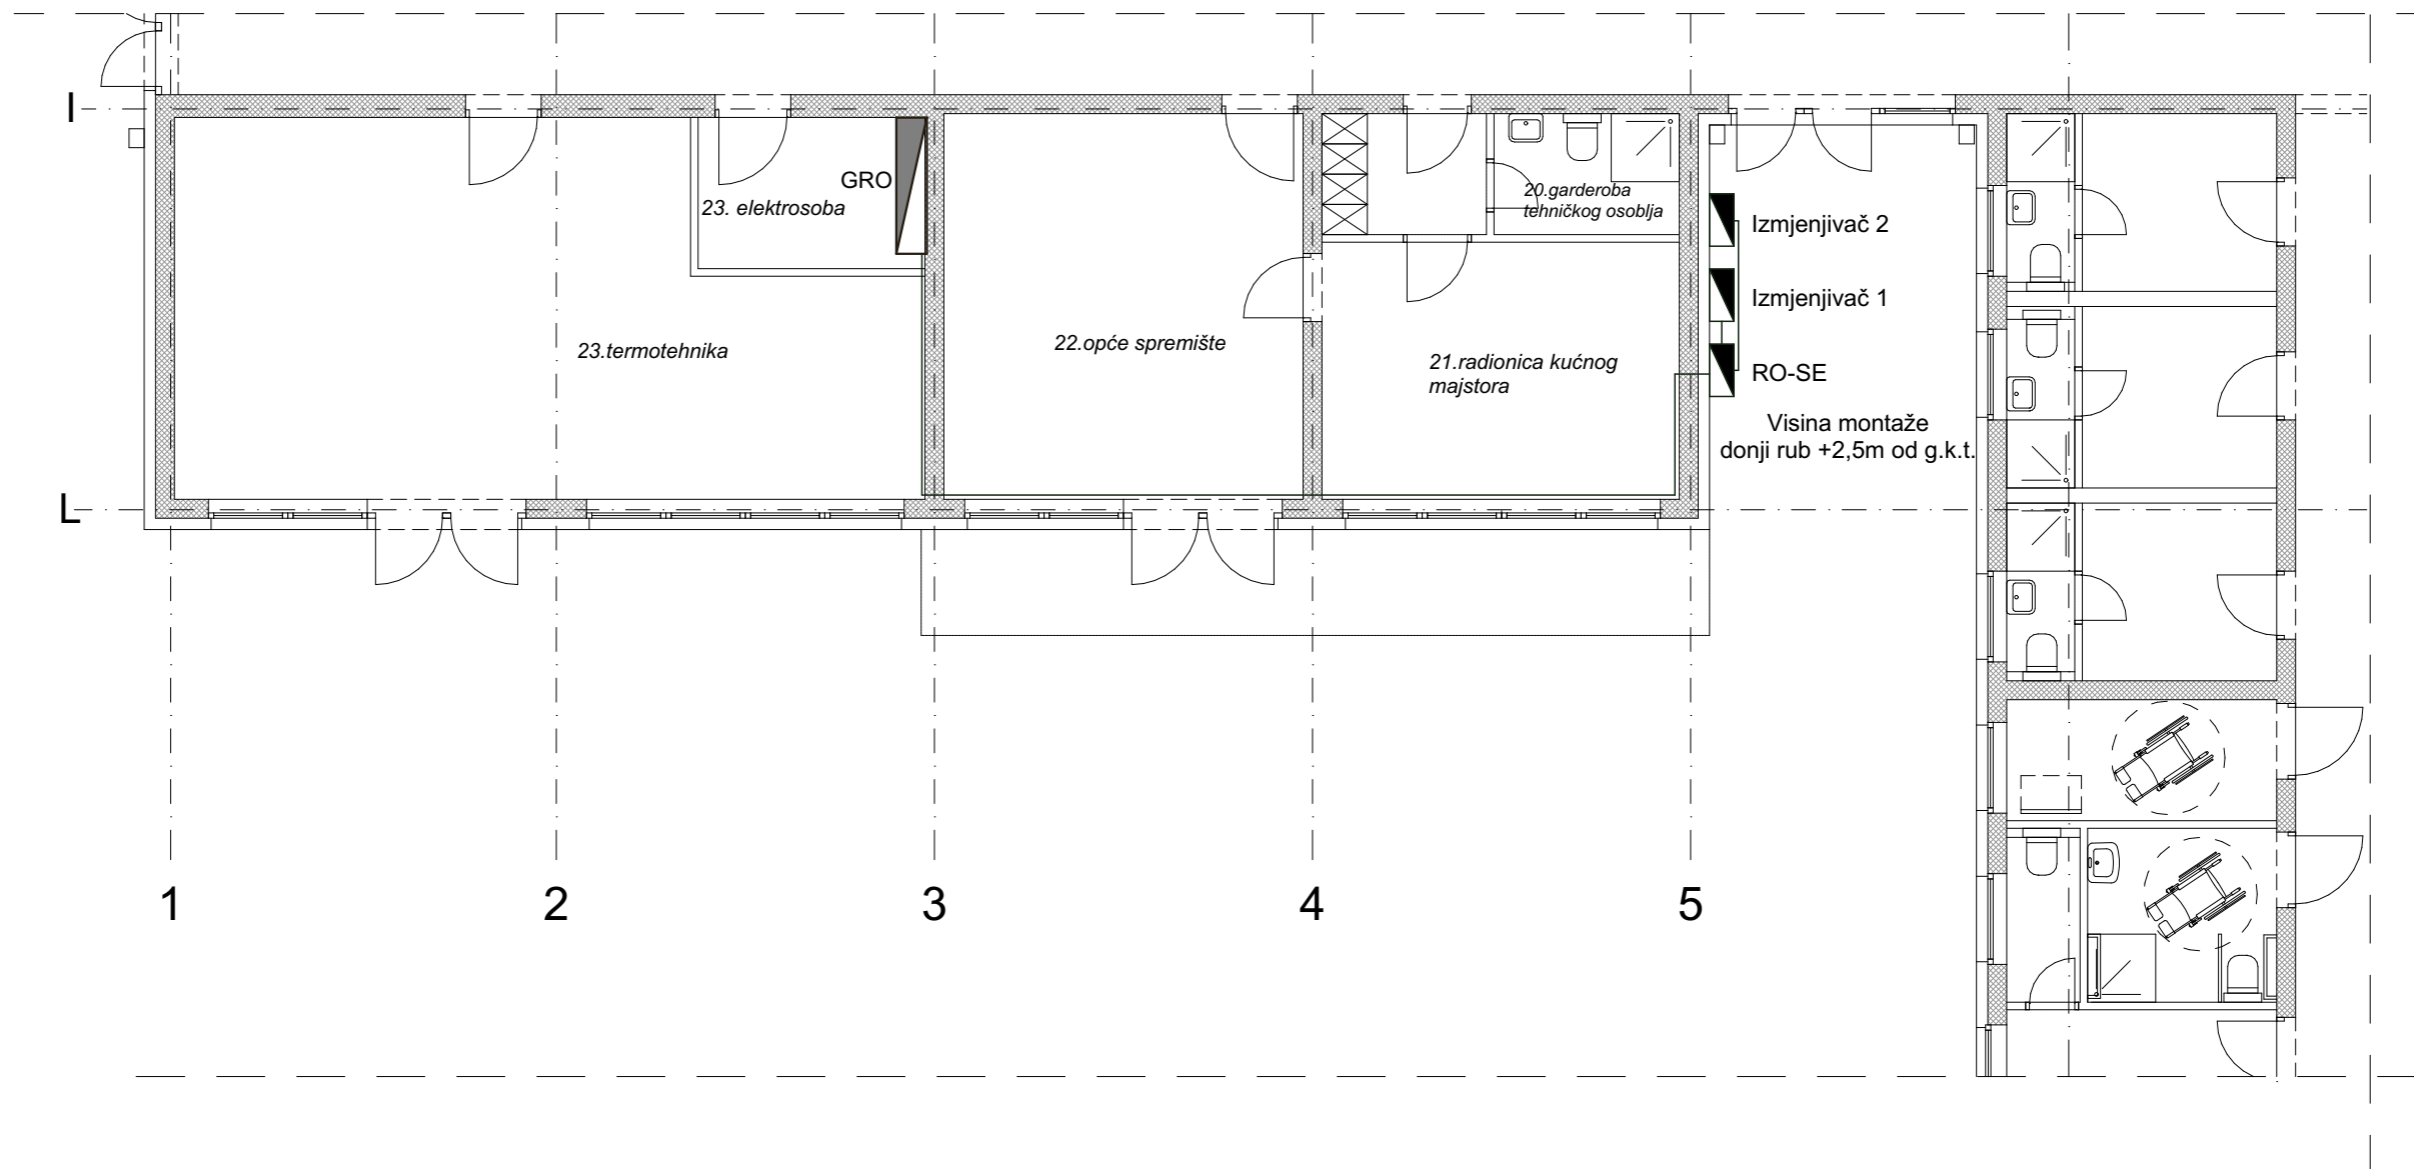 I
GRO
23. elektrosoba
20.garderoba
tehničkog osoblja
Izmjenjivač 2
Izmjenjivač 1
23.termotehnika
22.opće spremište
21.radionica kućnog
majstora
RO-SE
Visina montaže
donji rub +2,5m od g.k.t.
L
1
2
3
4
5